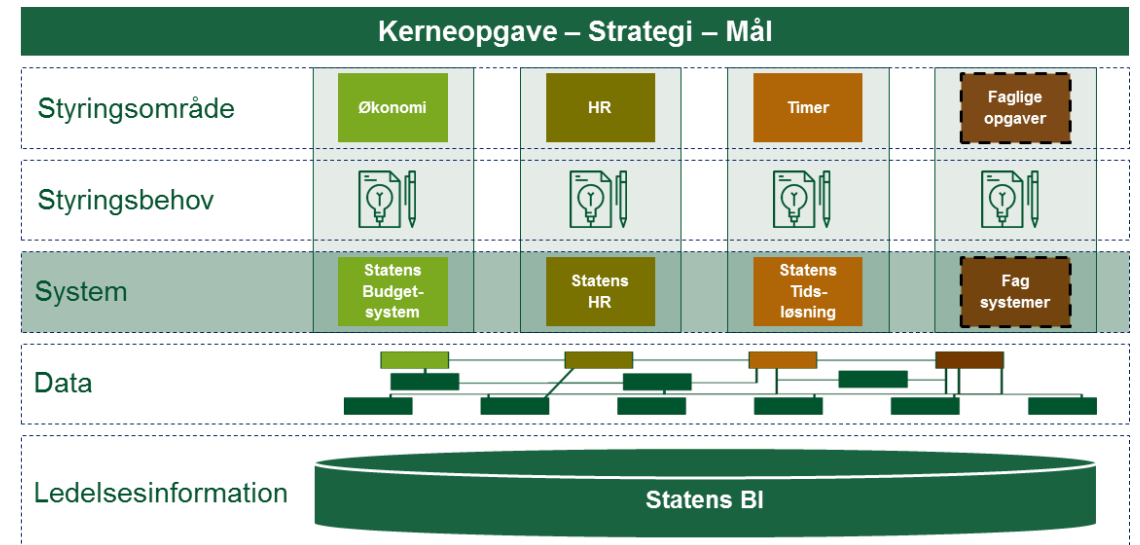 Kerneopgave – Strategi – Mål
Styringsområde
Økonomi
HR
Timer
Faglige
opgaver
Styringsbehov
System
Statens
Budget-
system
Statens
HR
Statens
Tids-
løsning
Fag
systemer
Data
Ledelsesinformation
Statens BI